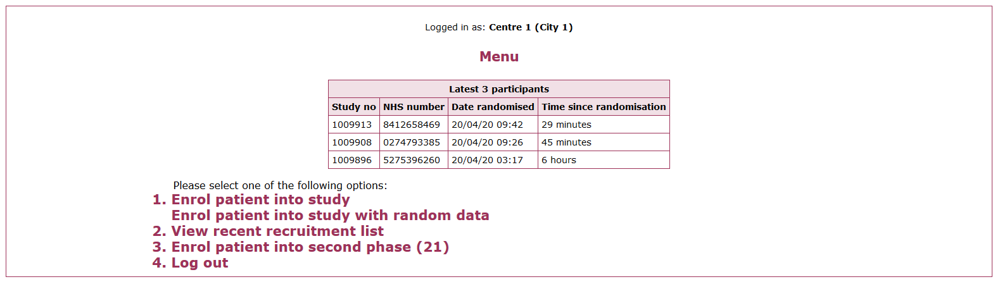 Logged in as: Centre 1 (City 1)
Menu
Latest 3 participants
Study no NHS number Date randomised Time since randomisation
1009913 8412658469 20/04/20 09:42 29 minutes
1009908 0274793385 20/04/20 09:26 45 minutes
1009896 5275396260 20/04/20 03:17 6 hours
Please select one of the following options:
1. Enrol patient into study
Enrol patient into study with random data
2. View recent recruitment list
3. Enrol patient into second phase (21)
4. Log out